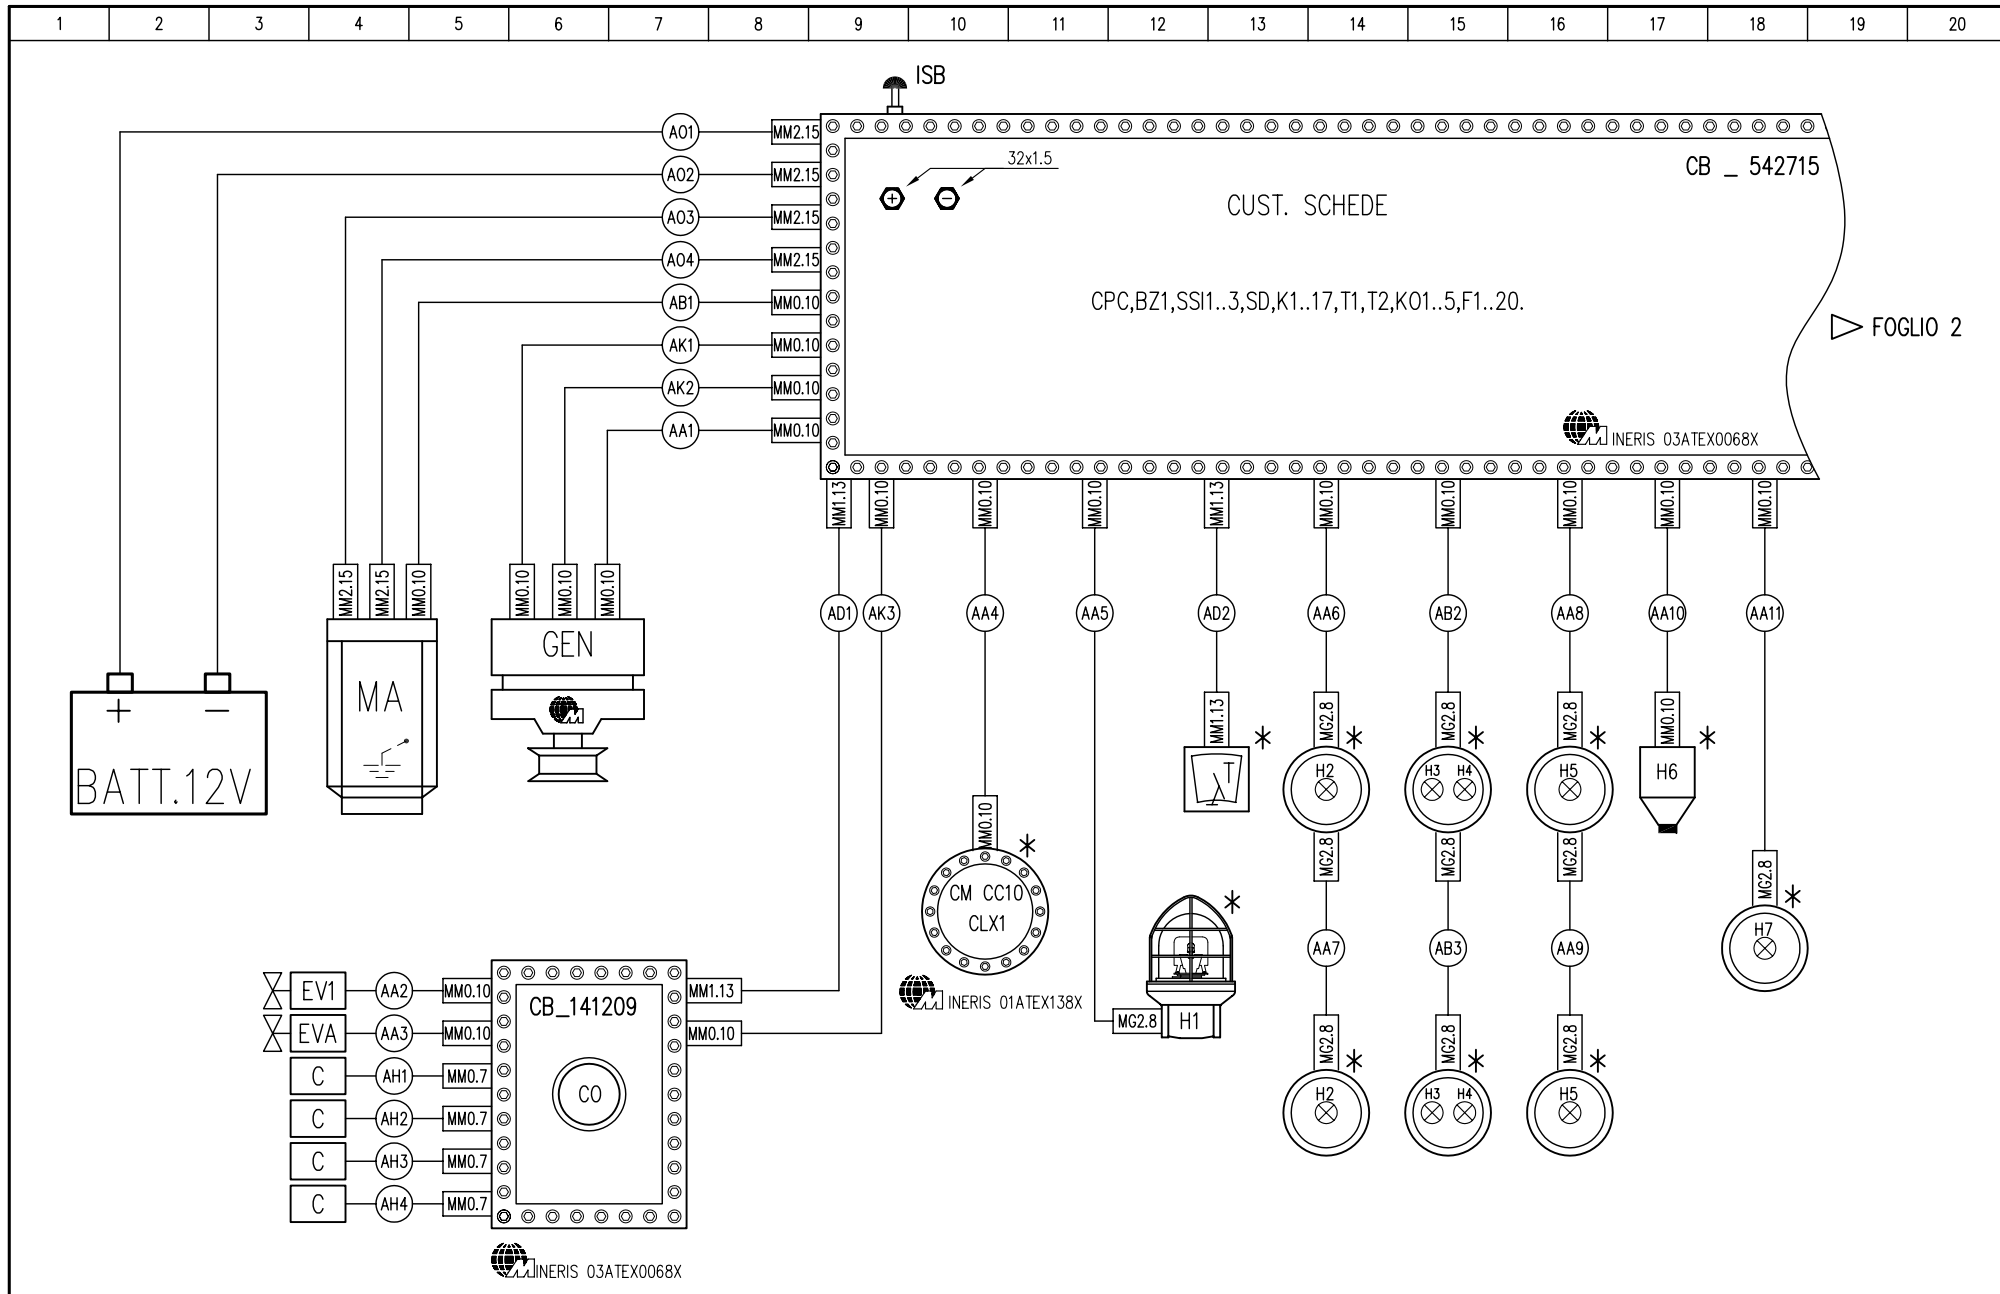 1 2 3 4 5 6 7 8 9 10 11 12 13 14 15 16 17 18 19 20
ISB
AO1 MM2.15
AO2 MM2.15
AO3 MM2.15
AO4 MM2.15
AB1 MM0.10
AK1 MM0.10
AK2 MM0.10
AA1 MM0.10
32x1.5
+ −
CB _ 542715
CUST. SCHEDE
CPC,BZ1,SSI1..3,SD,K1..17,T1,T2,KO1..5,F1..20.
FOGLIO 2
INERIS 03ATEX0068X
MM1.13 MM0.10 MM0.10 MM0.10 MM1.13 MM0.10 MM0.10 MM0.10 MM0.10 MM0.10
MM2.15 MM2.15 MM0.10 MM0.10 MM0.10 MM0.10
AD1 AK3 AA4 AA5 AD2 AA6 AB2 AA8 AA10 AA11
GEN
MA
+ −
BATT.12V
MM1.13 * MG2.8 * MG2.8 * MG2.8 * MM0.10 *
T
H2 H3 H4 H5 H6
MM0.10 * MG2.8 MG2.8 MG2.8 MG2.8 *
CM CC10
CLX1
INERIS 01ATEX138X
*
MG2.8 H1
AA7 AB3 AA9 H7
MG2.8 * MG2.8 * MG2.8 *
H2 H3 H4 H5
EV1 AA2 MM0.10
EVA AA3 MM0.10
C AH1 MM0.7
C AH2 MM0.7
C AH3 MM0.7
C AH4 MM0.7
CB_141209
CO
MM1.13
MM0.10
INERIS 03ATEX0068X